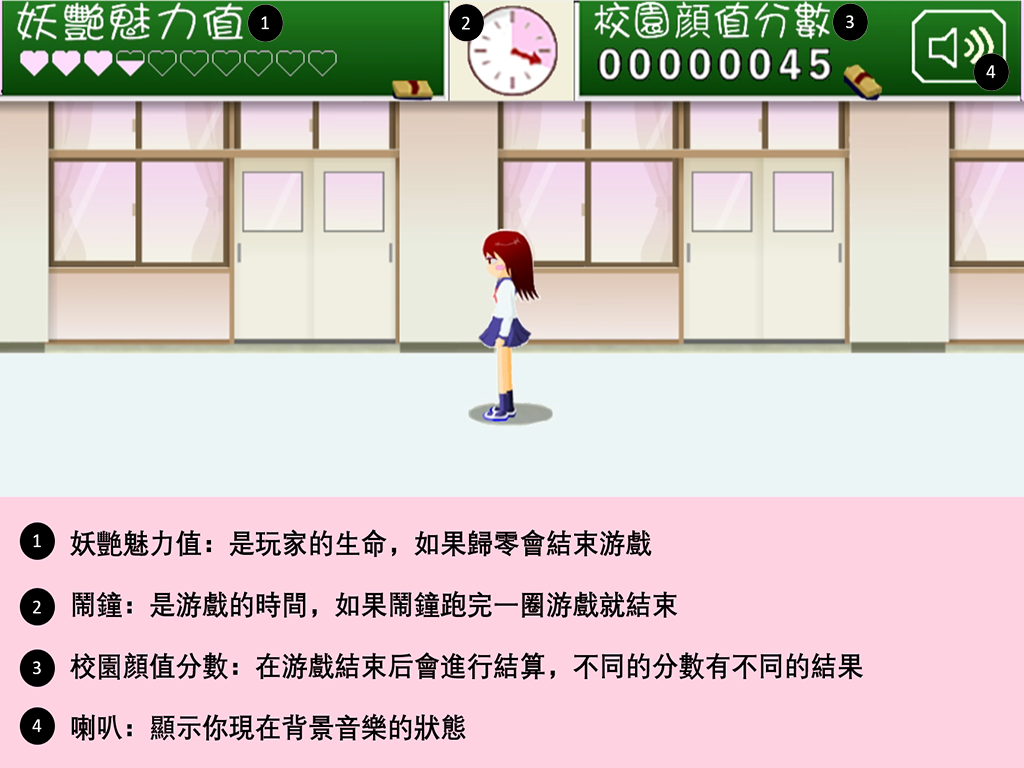 妖艷魅力值 1
2
校園顔值分數 3
00000045
4
1 妖艷魅力值：是玩家的生命，如果歸零會結束游戲
2 鬧鐘：是游戲的時間，如果鬧鐘跑完一圈游戲就結束
3 校園顔值分數：在游戲結束后會進行結算，不同的分數有不同的結果
4 喇叭：顯示你現在背景音樂的狀態